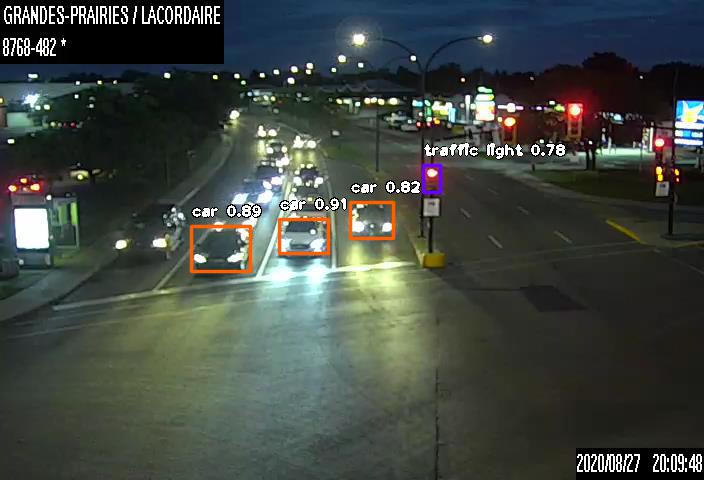 GRANDES-PRAIRIES / LACORDAIRE
8768-482 *
traffic light 0.78
car 0.82
car 0.91
car 0.89
2020/08/27 20:09:48